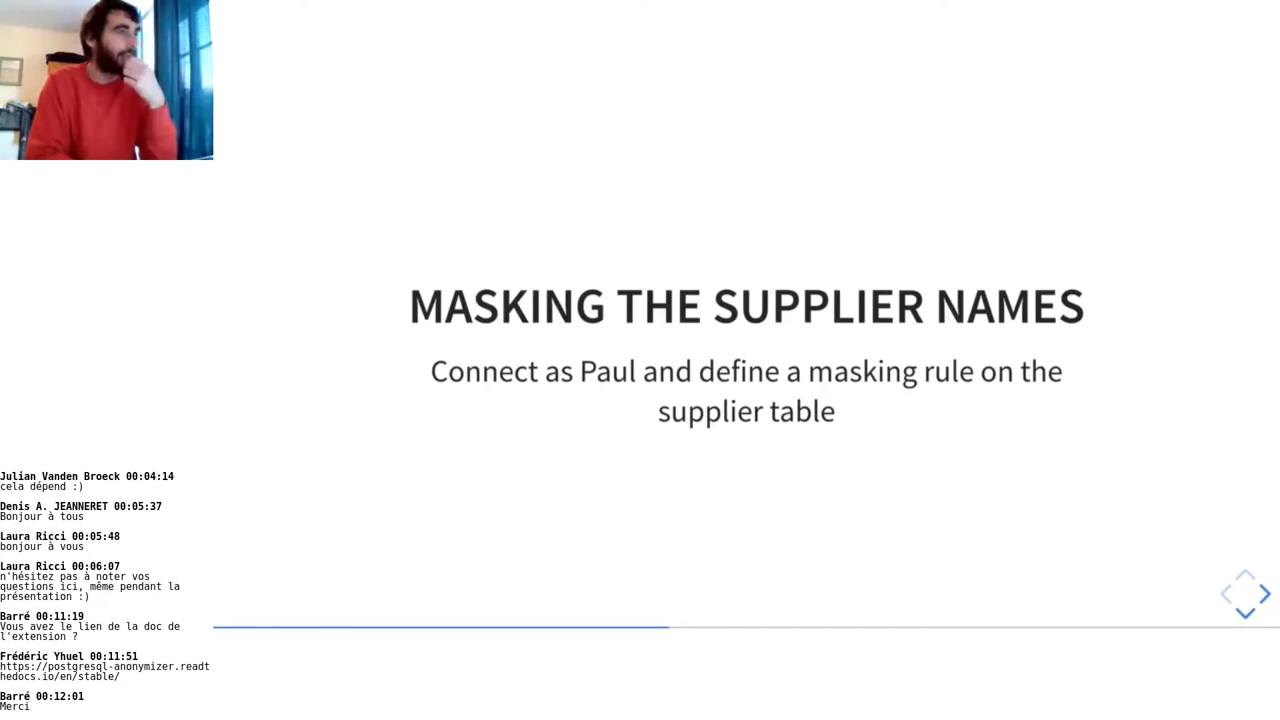 MASKING THE SUPPLIER NAMES
Connect as Paul and define a masking rule on the
supplier table
Julian Vanden Broeck 00:04:14
cela dépend :)
Denis A. JEANNERET 00:05:37
Bonjour à tous
Laura Ricci 00:05:48
bonjour à vous
Laura Ricci 00:06:07
n'hésitez pas à noter vos
questions ici, même pendant la
présentation :)
Barré 00:11:19
Vous avez le lien de la doc de
l'extension ?
Frédéric Yhuel 00:11:51
https://postgresql-anonymizer.readt
hedocs.io/en/stable/
Barré 00:12:01
Merci